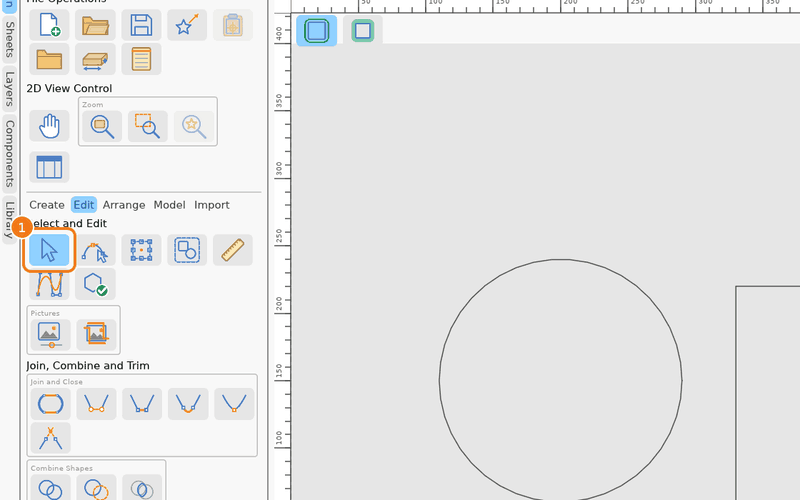 File Operations
n
Sheets
Layers
Components
Library
2D View Control
Zoom
Create Edit Arrange Model Import
1
elect and Edit
Pictures
Join, Combine and Trim
Join and Close
Combine Shapes
50 100 150 200 250 300 350
400
350
300
250
200
150
100